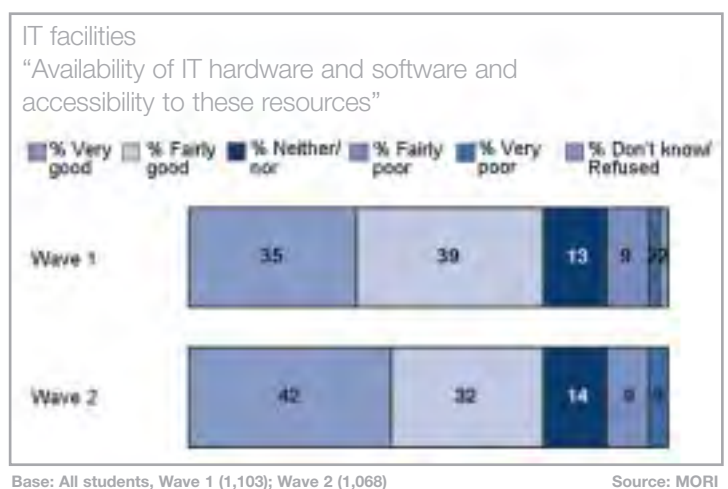 IT facilities
“Availability of IT hardware and software and
accessibility to these resources”
% Very good % Fairly good % Neither/ nor % Fairly poor % Very poor % Don't know/ Refused
Wave 1 35 39 13 9
Wave 2 42 32 14
Base: All students, Wave 1 (1,103); Wave 2 (1,068) Source: MORI